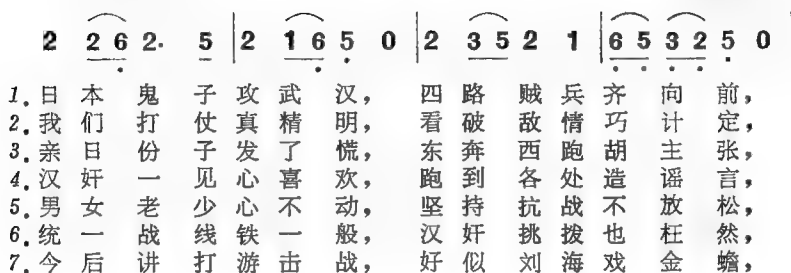 2 2 6 2. 5 | 2 1 6 5 0 | 2 3 5 2 1 | 6 5 3 2 5 0
1. 日本鬼子攻武汉，四路贼兵齐向前，
2. 我们打仗真精明，看破敌情巧计定，
3. 亲日份子发了慌，东奔西跑胡主张，
4. 汉奸一见心喜欢，跑到各处造谣言，
5. 男女老少心不动，坚持抗战不放松，
6. 统一战线铁一般，汉奸挑拨也枉然，
7. 今后讲打游击战，好似刘海戏金蟾，